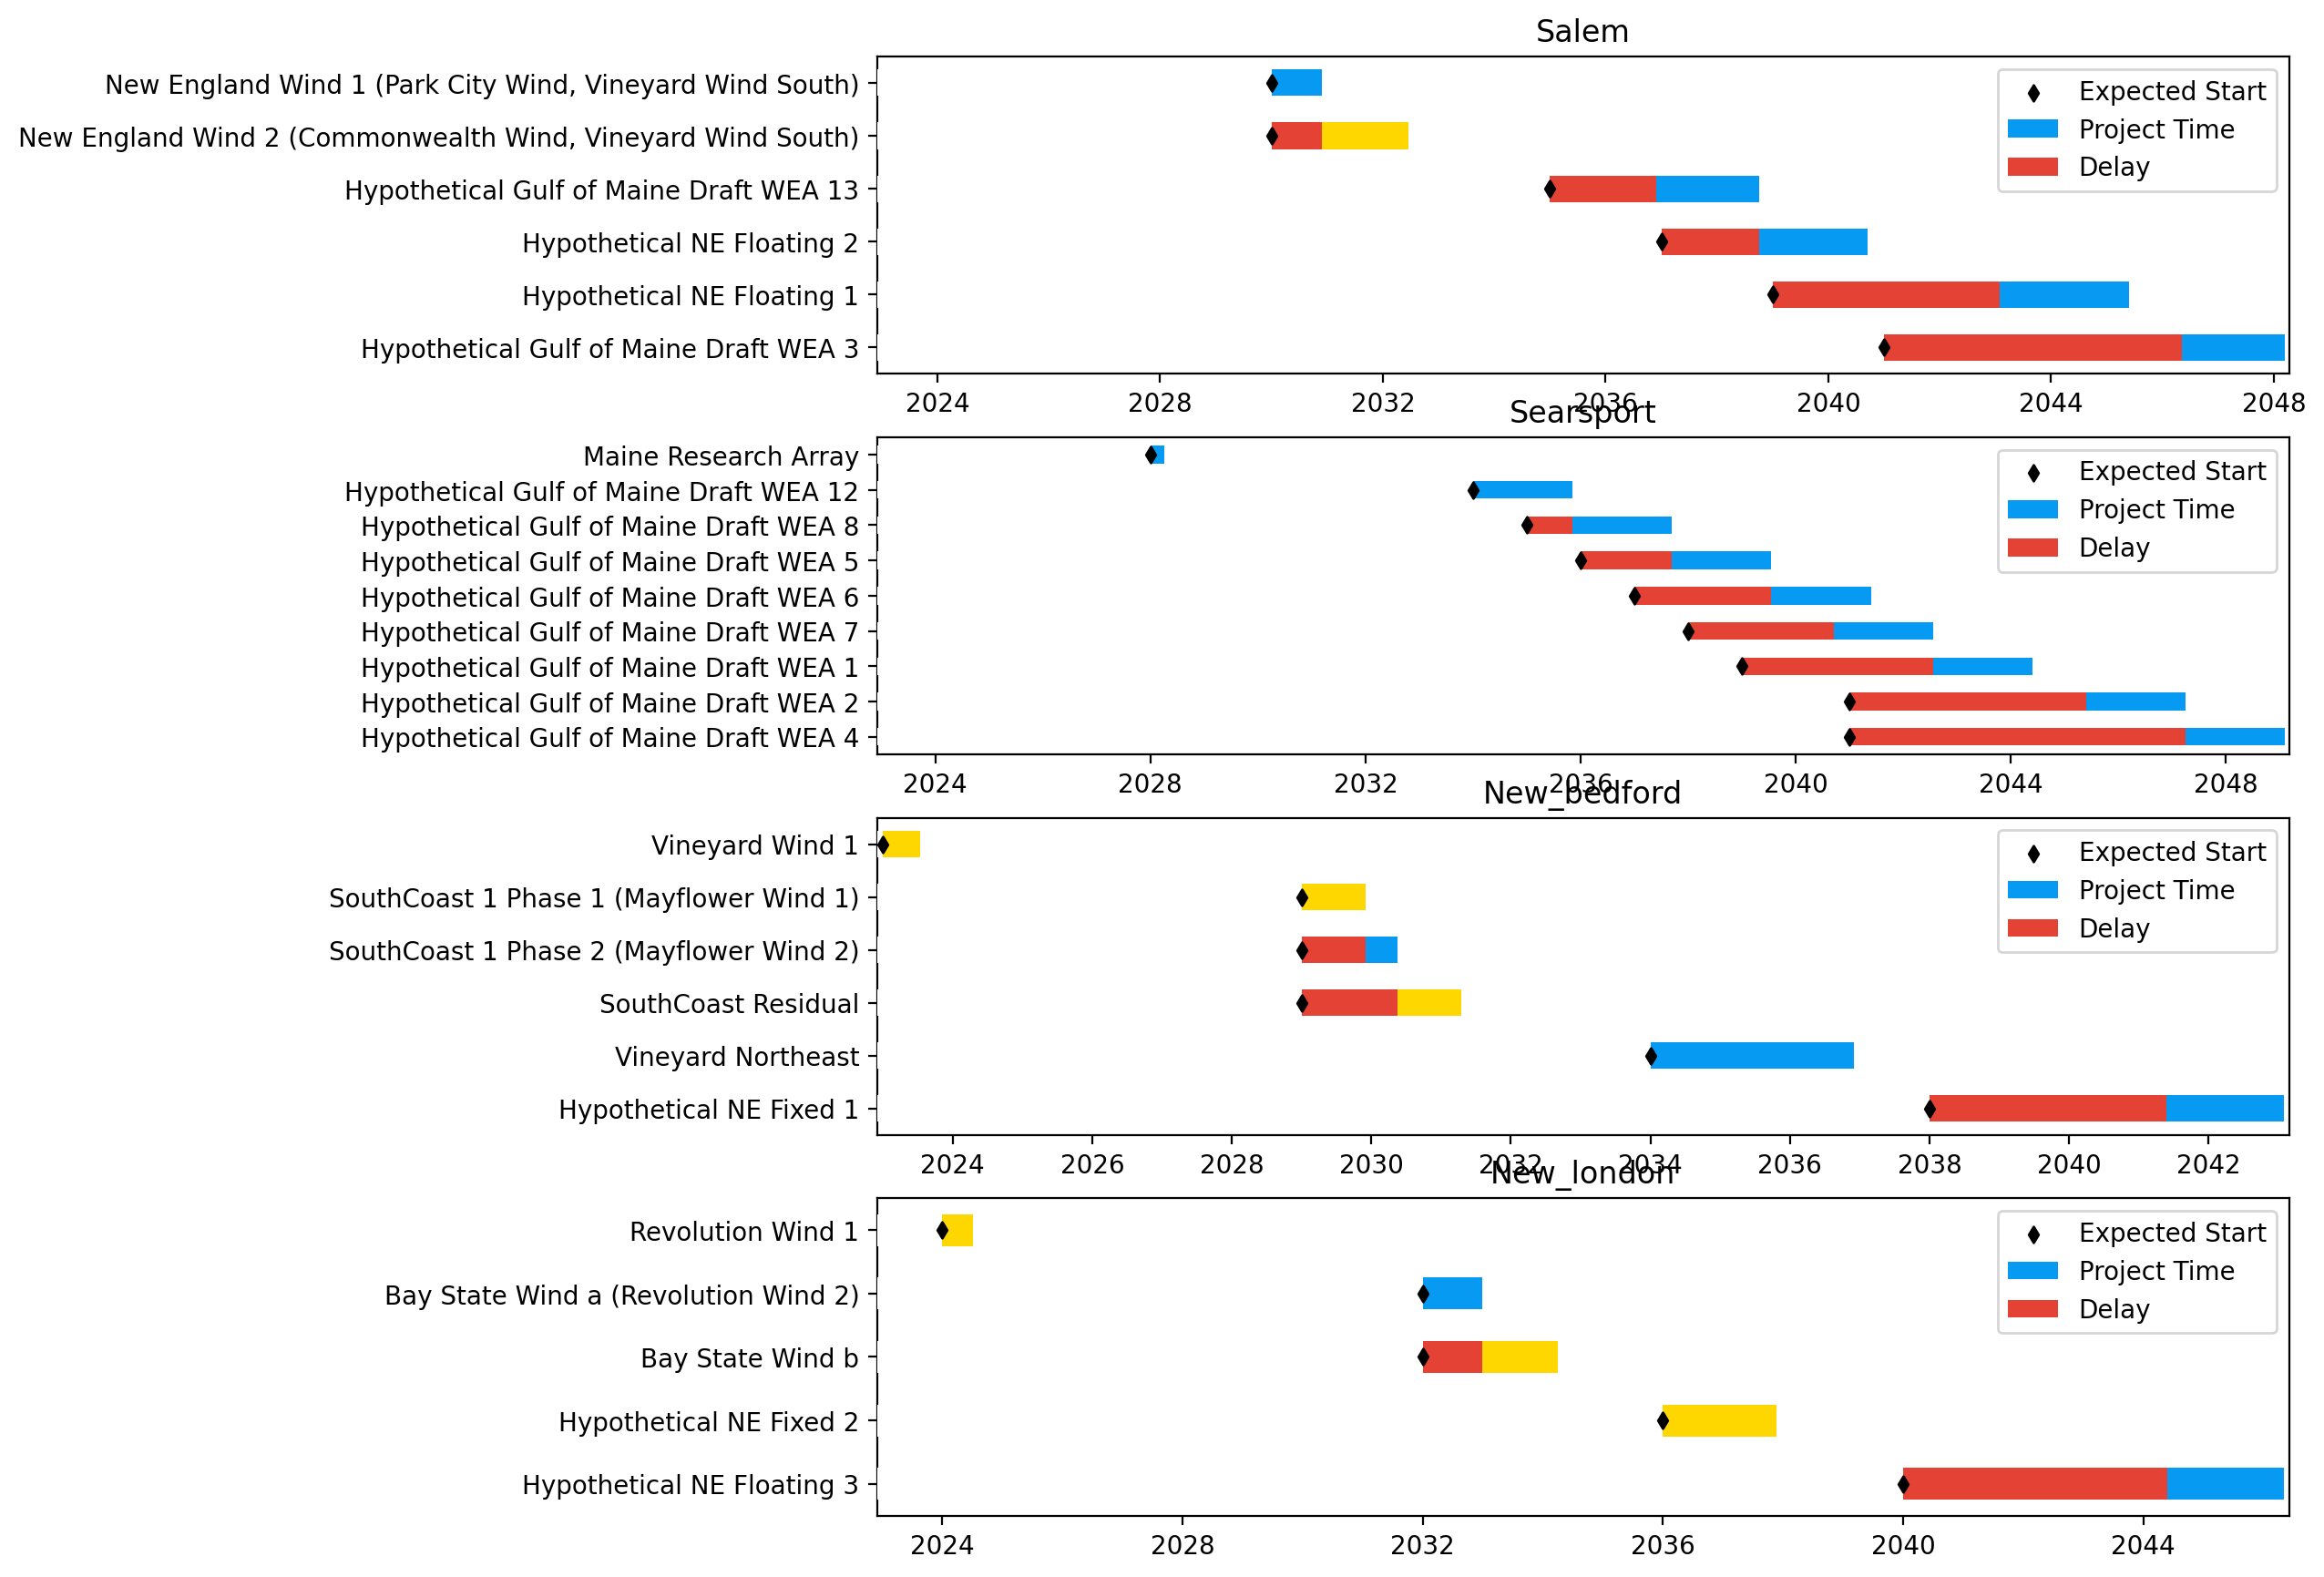 Salem
New England Wind 1 (Park City Wind, Vineyard Wind South)
New England Wind 2 (Commonwealth Wind, Vineyard Wind South)
Hypothetical Gulf of Maine Draft WEA 13
Hypothetical NE Floating 2
Hypothetical NE Floating 1
Hypothetical Gulf of Maine Draft WEA 3
Expected Start
Project Time
Delay
2024 2028 2032 2036 2040 2044 2048
Searsport
Maine Research Array
Hypothetical Gulf of Maine Draft WEA 12
Hypothetical Gulf of Maine Draft WEA 8
Hypothetical Gulf of Maine Draft WEA 5
Hypothetical Gulf of Maine Draft WEA 6
Hypothetical Gulf of Maine Draft WEA 7
Hypothetical Gulf of Maine Draft WEA 1
Hypothetical Gulf of Maine Draft WEA 2
Hypothetical Gulf of Maine Draft WEA 4
Expected Start
Project Time
Delay
2024 2028 2032 2036 2040 2044 2048
New_bedford
Vineyard Wind 1
SouthCoast 1 Phase 1 (Mayflower Wind 1)
SouthCoast 1 Phase 2 (Mayflower Wind 2)
SouthCoast Residual
Vineyard Northeast
Hypothetical NE Fixed 1
Expected Start
Project Time
Delay
2024 2026 2028 2030 2032 2034 2036 2038 2040 2042
New_london
Revolution Wind 1
Bay State Wind a (Revolution Wind 2)
Bay State Wind b
Hypothetical NE Fixed 2
Hypothetical NE Floating 3
Expected Start
Project Time
Delay
2024 2028 2032 2036 2040 2044